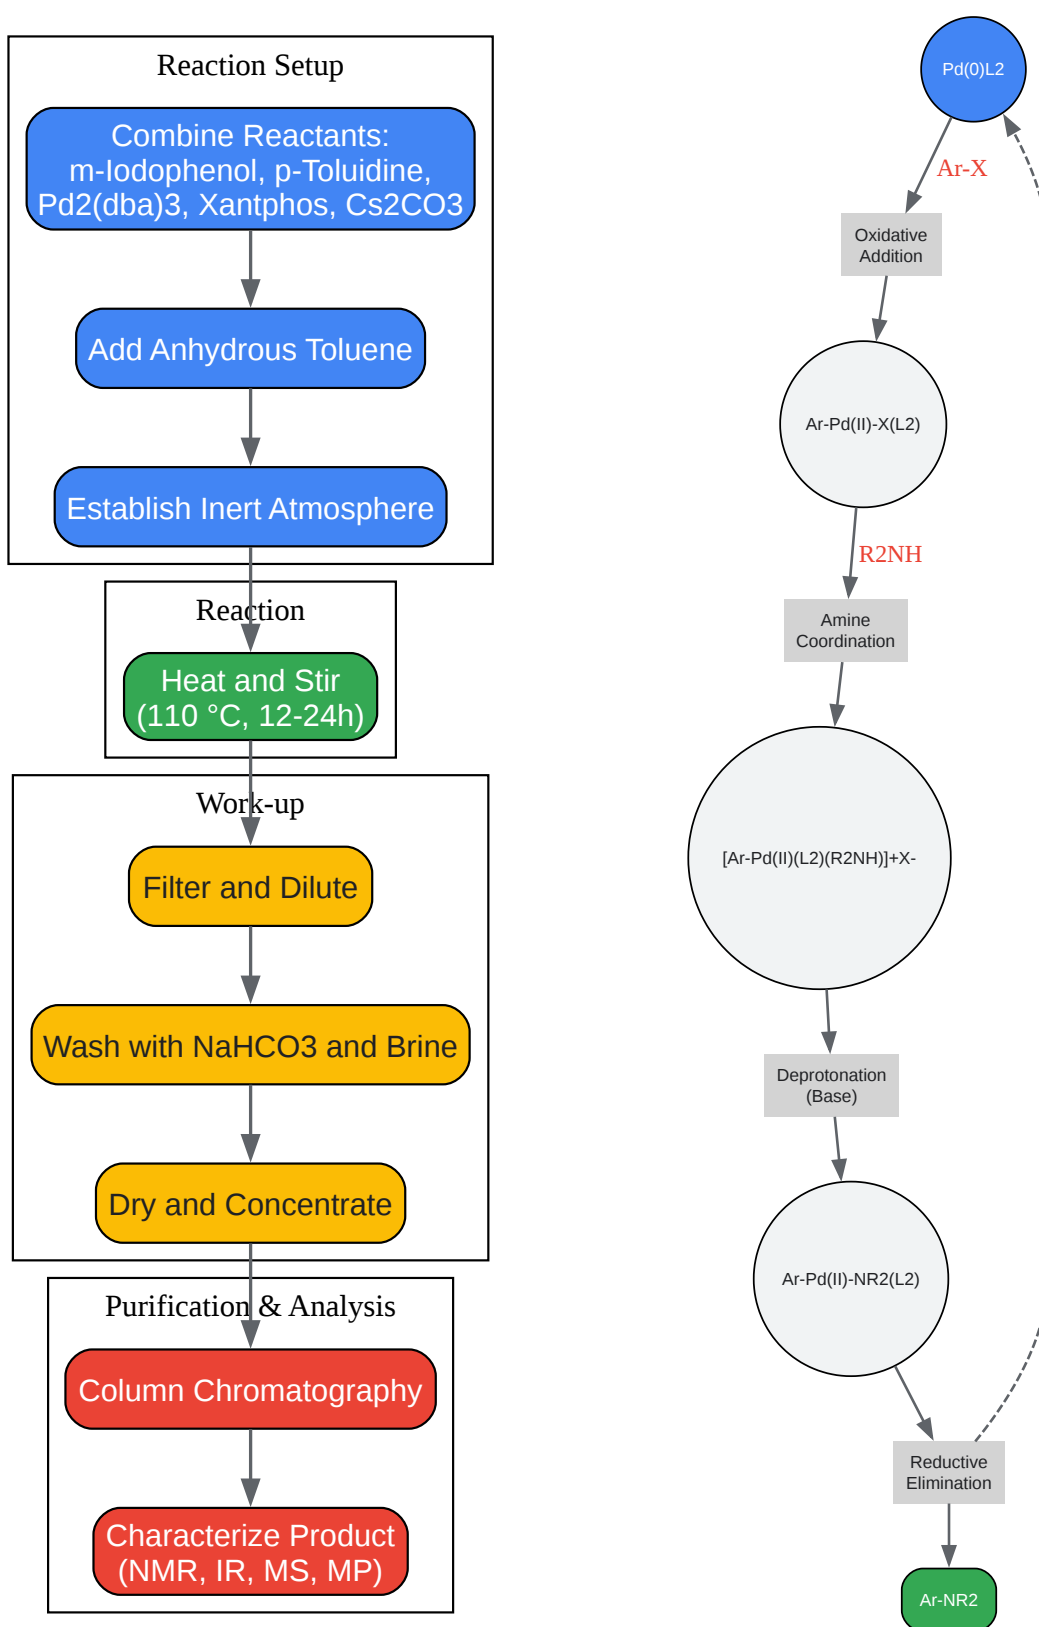 Reaction Setup
Combine Reactants:
m-Iodophenol, p-Toluidine,
Pd2(dba)3, Xantphos, Cs2CO3
Add Anhydrous Toluene
Establish Inert Atmosphere
Reaction
Heat and Stir
(110 °C, 12-24h)
Work-up
Filter and Dilute
Wash with NaHCO3 and Brine
Dry and Concentrate
Purification & Analysis
Column Chromatography
Characterize Product
(NMR, IR, MS, MP)
Pd(0)L2
Ar-X
Oxidative
Addition
Ar-Pd(II)-X(L2)
R2NH
Amine
Coordination
[Ar-Pd(II)(L2)(R2NH)]+X-
Deprotonation
(Base)
Ar-Pd(II)-NR2(L2)
Reductive
Elimination
Ar-NR2